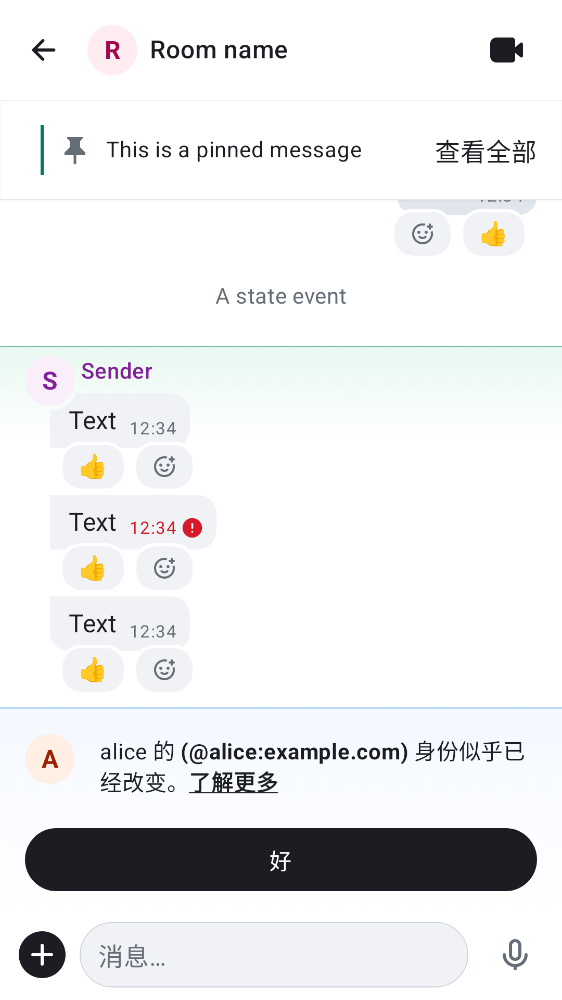 R Room name
This is a pinned message 查看全部
A state event
S Sender
Text 12:34
Text 12:34
Text 12:34
A alice 的 (@alice:example.com) 身份似乎已
经改变。了解更多
好
消息…